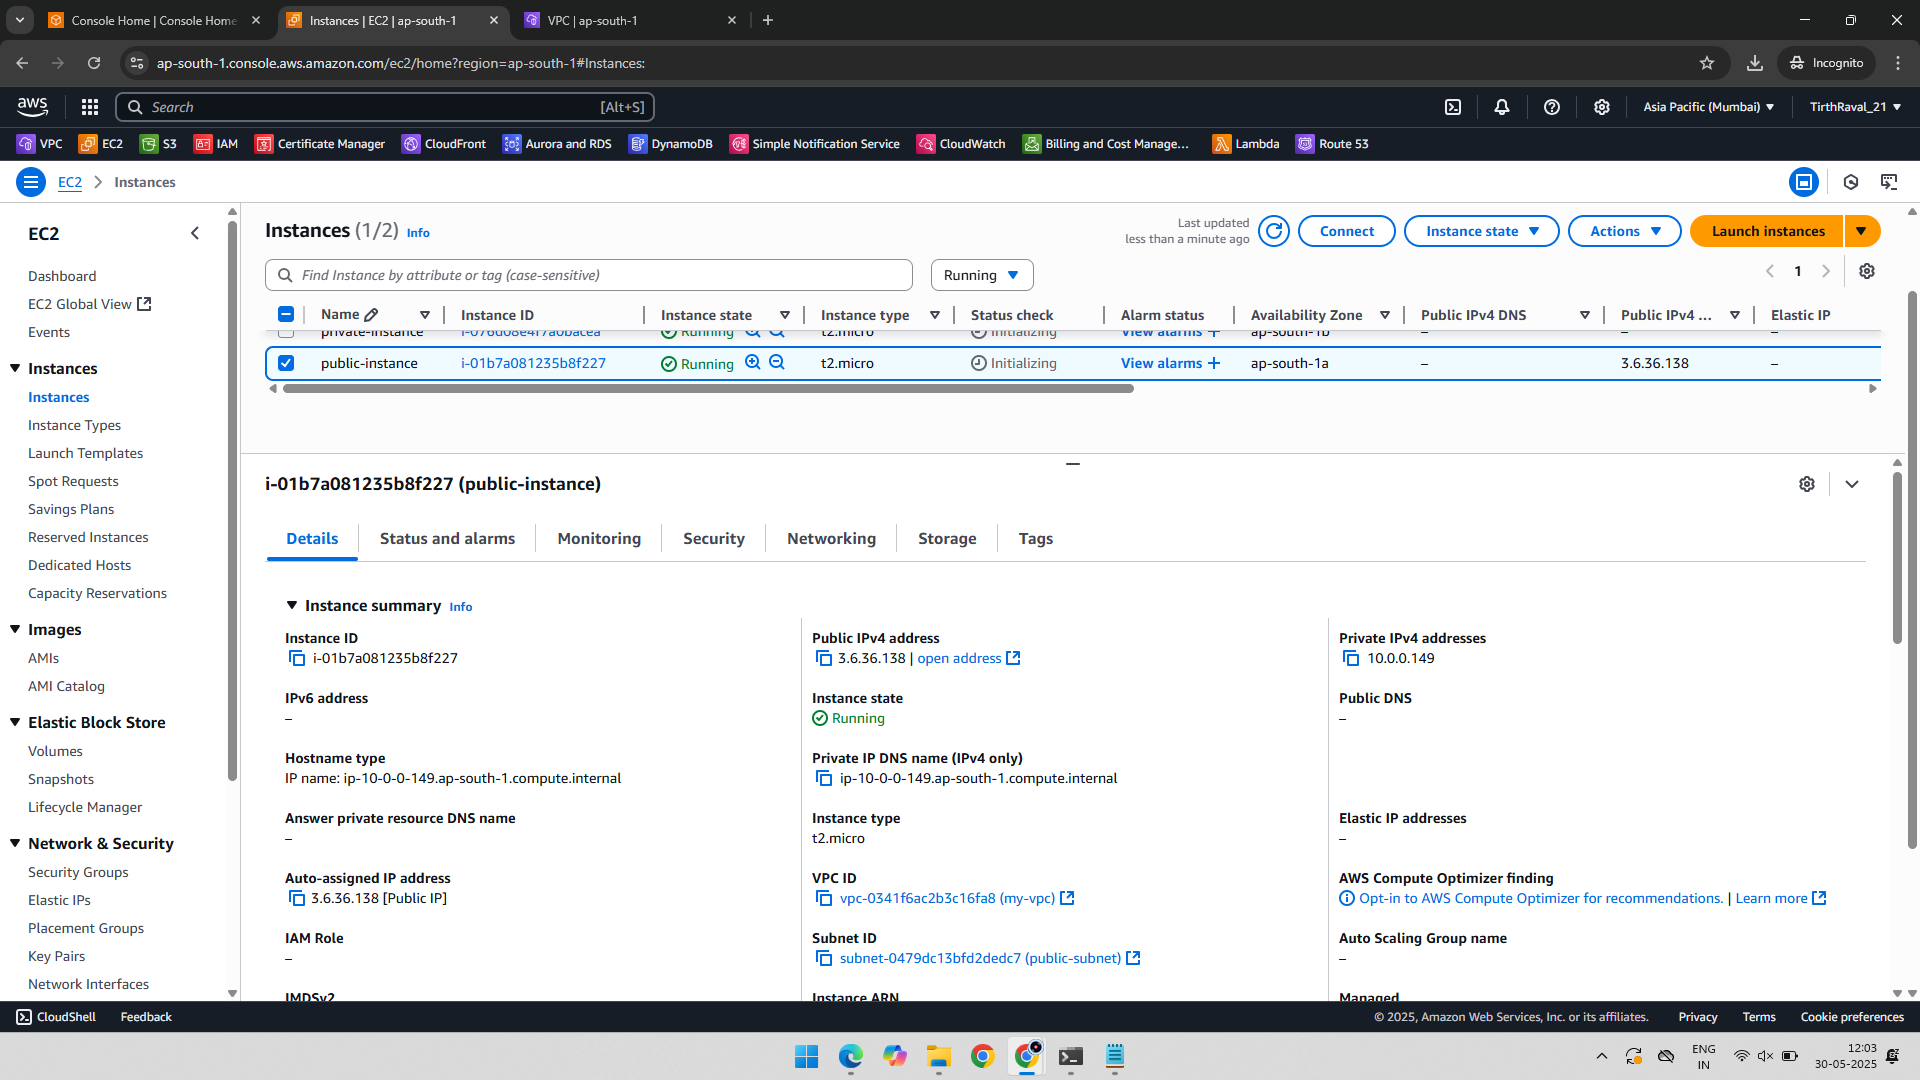 Console Home | Console Home
Instances | EC2 | ap-south-1
VPC | ap-south-1
ap-south-1.console.aws.amazon.com/ec2/home?region=ap-south-1#Instances:
Incognito
aws
Search
[Alt+S]
Asia Pacific (Mumbai)
TirthRaval_21
VPC
EC2
S3
IAM
Certificate Manager
CloudFront
Aurora and RDS
DynamoDB
Simple Notification Service
CloudWatch
Billing and Cost Manage...
Lambda
Route 53
EC2
Instances
EC2
Dashboard
EC2 Global View
Events
Instances
Instances
Instance Types
Launch Templates
Spot Requests
Savings Plans
Reserved Instances
Dedicated Hosts
Capacity Reservations
Images
AMIs
AMI Catalog
Elastic Block Store
Volumes
Snapshots
Lifecycle Manager
Network & Security
Security Groups
Elastic IPs
Placement Groups
Key Pairs
Network Interfaces
Instances (1/2) Info
Last updated
less than a minute ago
Connect
Instance state
Actions
Launch instances
Find Instance by attribute or tag (case-sensitive)
Running
1
Name Instance ID Instance state Instance type Status check Alarm status Availability Zone Public IPv4 DNS Public IPv4 ... Elastic IP
private-instance i-076d08e4f7a0bacea Running t2.micro Initializing View alarms + ap-south-1b – –
public-instance i-01b7a081235b8f227 Running t2.micro Initializing View alarms + ap-south-1a – 3.6.36.138 –
i-01b7a081235b8f227 (public-instance)
Details
Status and alarms
Monitoring
Security
Networking
Storage
Tags
Instance summary Info
Instance ID
i-01b7a081235b8f227
Public IPv4 address
3.6.36.138 | open address
Private IPv4 addresses
10.0.0.149
IPv6 address
–
Instance state
Running
Public DNS
–
Hostname type
IP name: ip-10-0-0-149.ap-south-1.compute.internal
Private IP DNS name (IPv4 only)
ip-10-0-0-149.ap-south-1.compute.internal
Answer private resource DNS name
–
Instance type
t2.micro
Elastic IP addresses
–
Auto-assigned IP address
3.6.36.138 [Public IP]
VPC ID
vpc-0341f6ac2b3c16fa8 (my-vpc)
AWS Compute Optimizer finding
Opt-in to AWS Compute Optimizer for recommendations. | Learn more
IAM Role
–
Subnet ID
subnet-0479dc13bfd2dedc7 (public-subnet)
Auto Scaling Group name
–
IMDSv2
Instance ARN
Managed
CloudShell
Feedback
© 2025, Amazon Web Services, Inc. or its affiliates.
Privacy
Terms
Cookie preferences
ENG
IN
12:03
30-05-2025